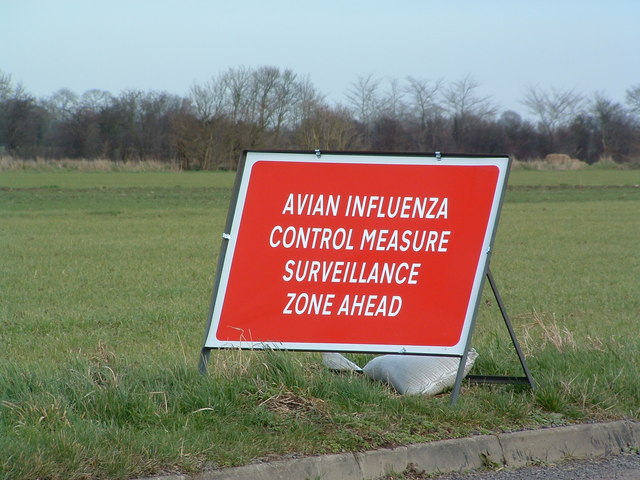 AVIAN INFLUENZA
CONTROL MEASURE
SURVEILLANCE
ZONE AHEAD